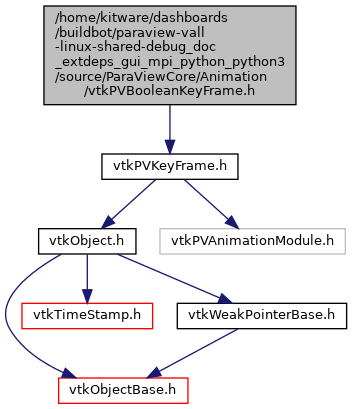 /home/kitware/dashboards
/buildbot/paraview-vall
-linux-shared-debug_doc
_extdeps_gui_mpi_python_python3
/source/ParaViewCore/Animation
/vtkPVBooleanKeyFrame.h
vtkPVKeyFrame.h
vtkObject.h
vtkPVAnimationModule.h
vtkTimeStamp.h
vtkWeakPointerBase.h
vtkObjectBase.h